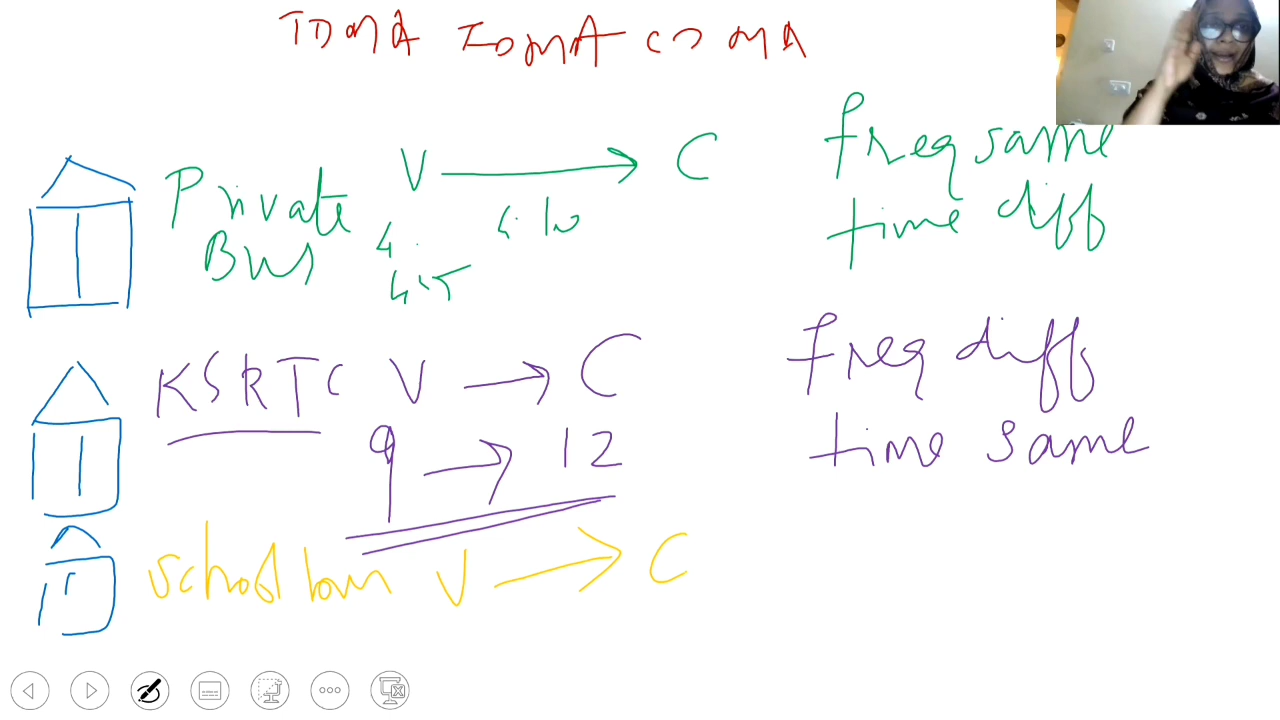 TDMA FDMA CDMA
freq same
V → C
Private
time diff
4. 4.10
Bus
4.15
freq diff
KSRTC V → C
time same
9 → 12
School bus V → C